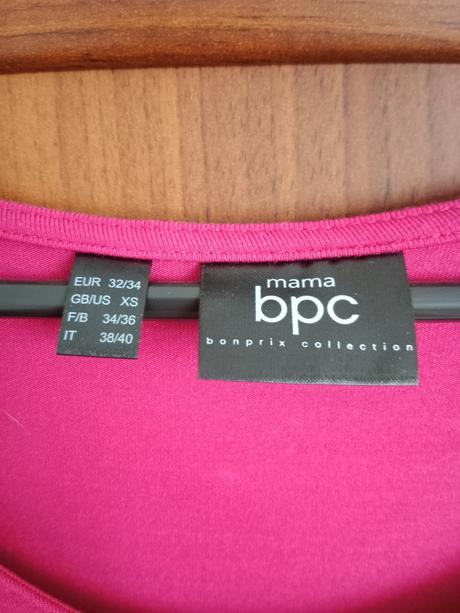 EUR 32/34
GB/US XS
F/B 34/36
IT 38/40
mama
bpc
bonprix collection